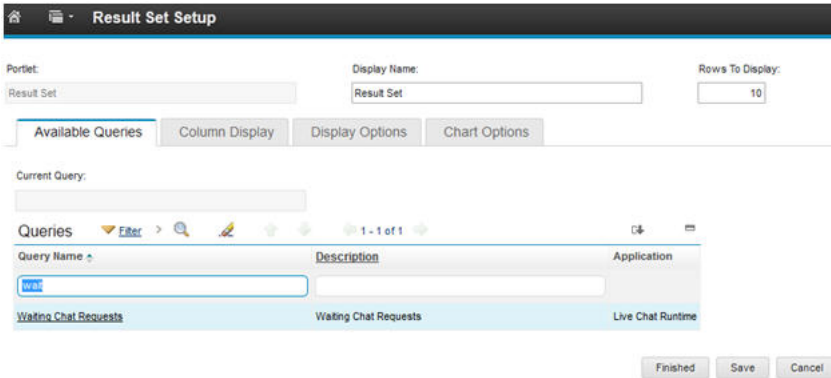 Result Set Setup
Portlet: Display Name: Rows To Display:
Result Set Result Set 10
Available Queries Column Display Display Options Chart Options
Current Query:
Queries Filter 1 - 1 of 1
Query Name Description Application
wait
Waiting Chat Requests Waiting Chat Requests Live Chat Runtime
Finished Save Cancel